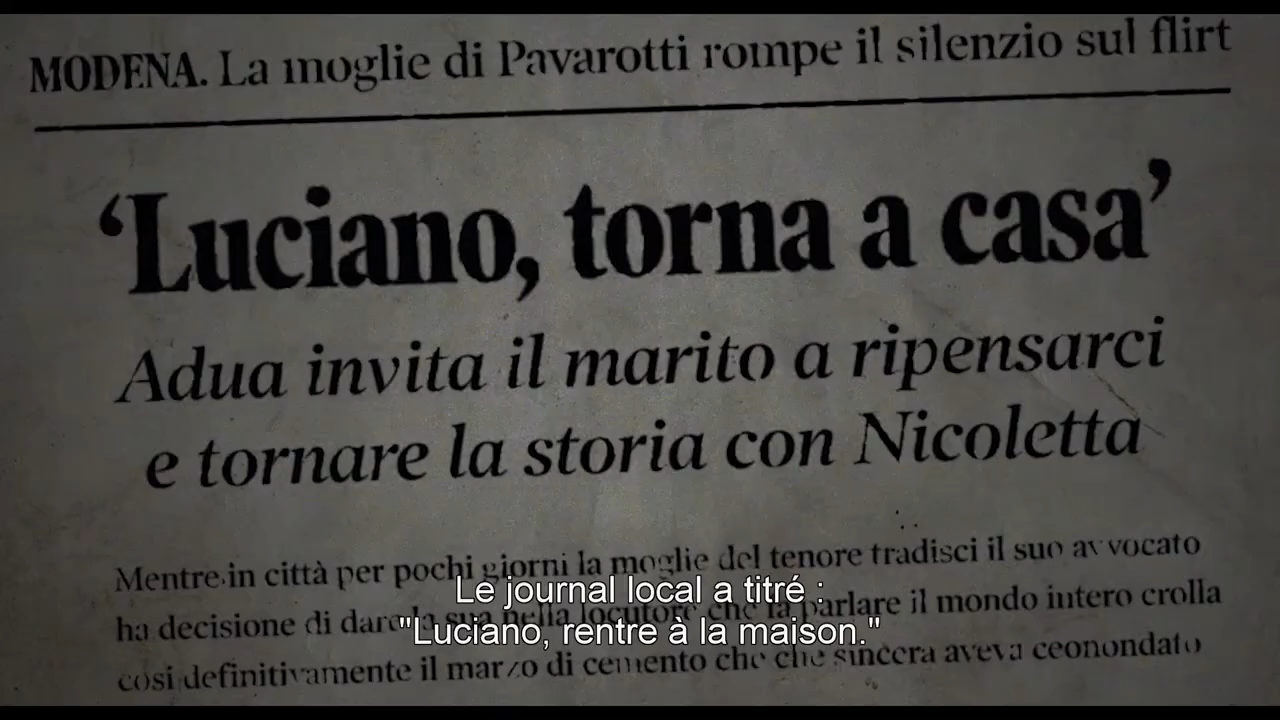 MODENA. La moglie di Pavarotti rompe il silenzio sul flirt
‘Luciano, torna a casa’
Adua invita il marito a ripensarci
e tornare la storia con Nicoletta
Mentre in città per pochi giorni la moglie del tenore tradisci il suo avvocato
ha decisione di dare la sua nella locutore che la parlare il mondo intero crolla
così definitivamente il marzo di cemento che che sincera aveva ceonondato
Le journal local a titré :
"Luciano, rentre à la maison."